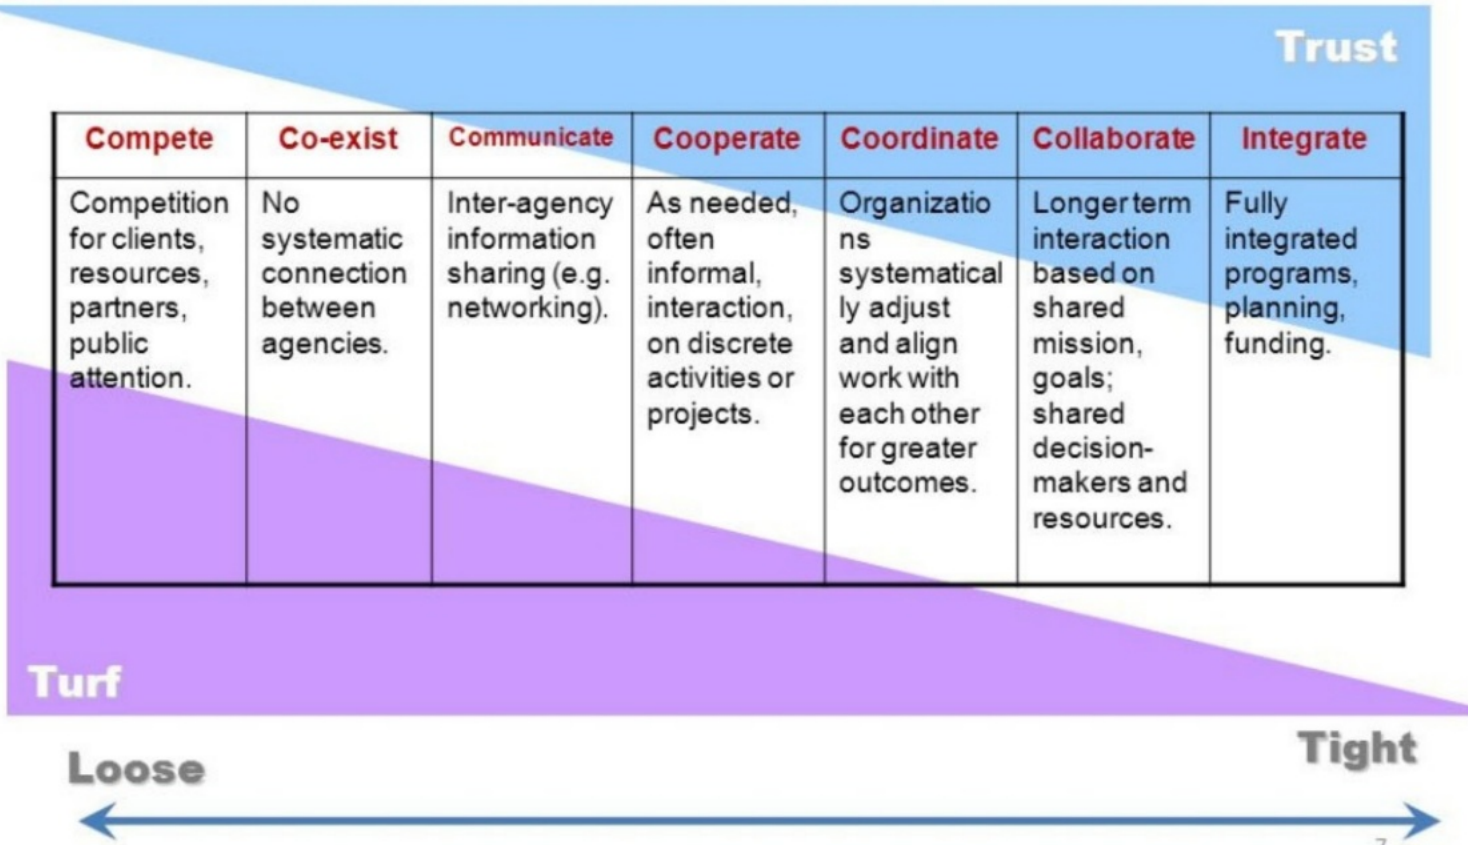 Trust
Compete
Co-exist
Communicate
Cooperate
Coordinate
Collaborate
Integrate
Competition
for clients,
resources,
partners,
public
attention.
No
systematic
connection
between
agencies.
Inter-agency
information
sharing (e.g.
networking).
As needed,
often
informal,
interaction,
on discrete
activities or
projects.
Organizatio
ns
systematical
ly adjust
and align
work with
each other
for greater
outcomes.
Longer term
interaction
based on
shared
mission,
goals;
shared
decision-
makers and
resources.
Fully
integrated
programs,
planning,
funding.
Turf
Loose
Tight